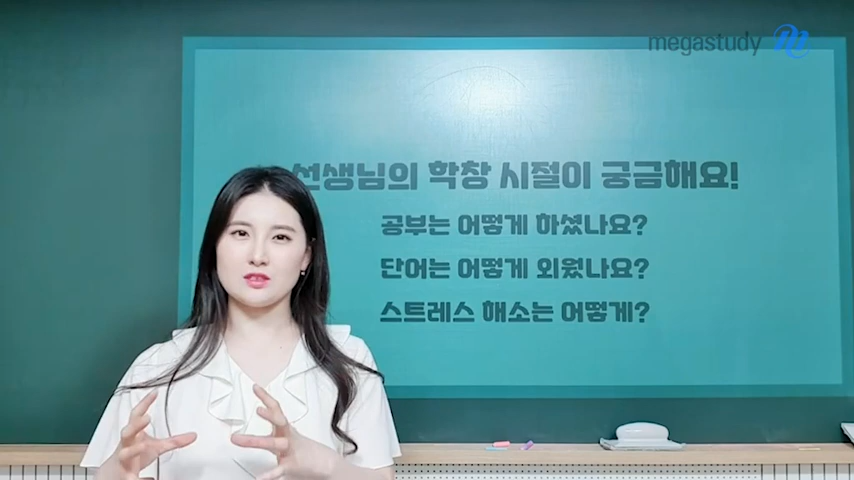 megastudy
선생님의 학창 시절이 궁금해요!
공부는 어떻게 하셨나요?
단어는 어떻게 외웠나요?
스트레스 해소는 어떻게?